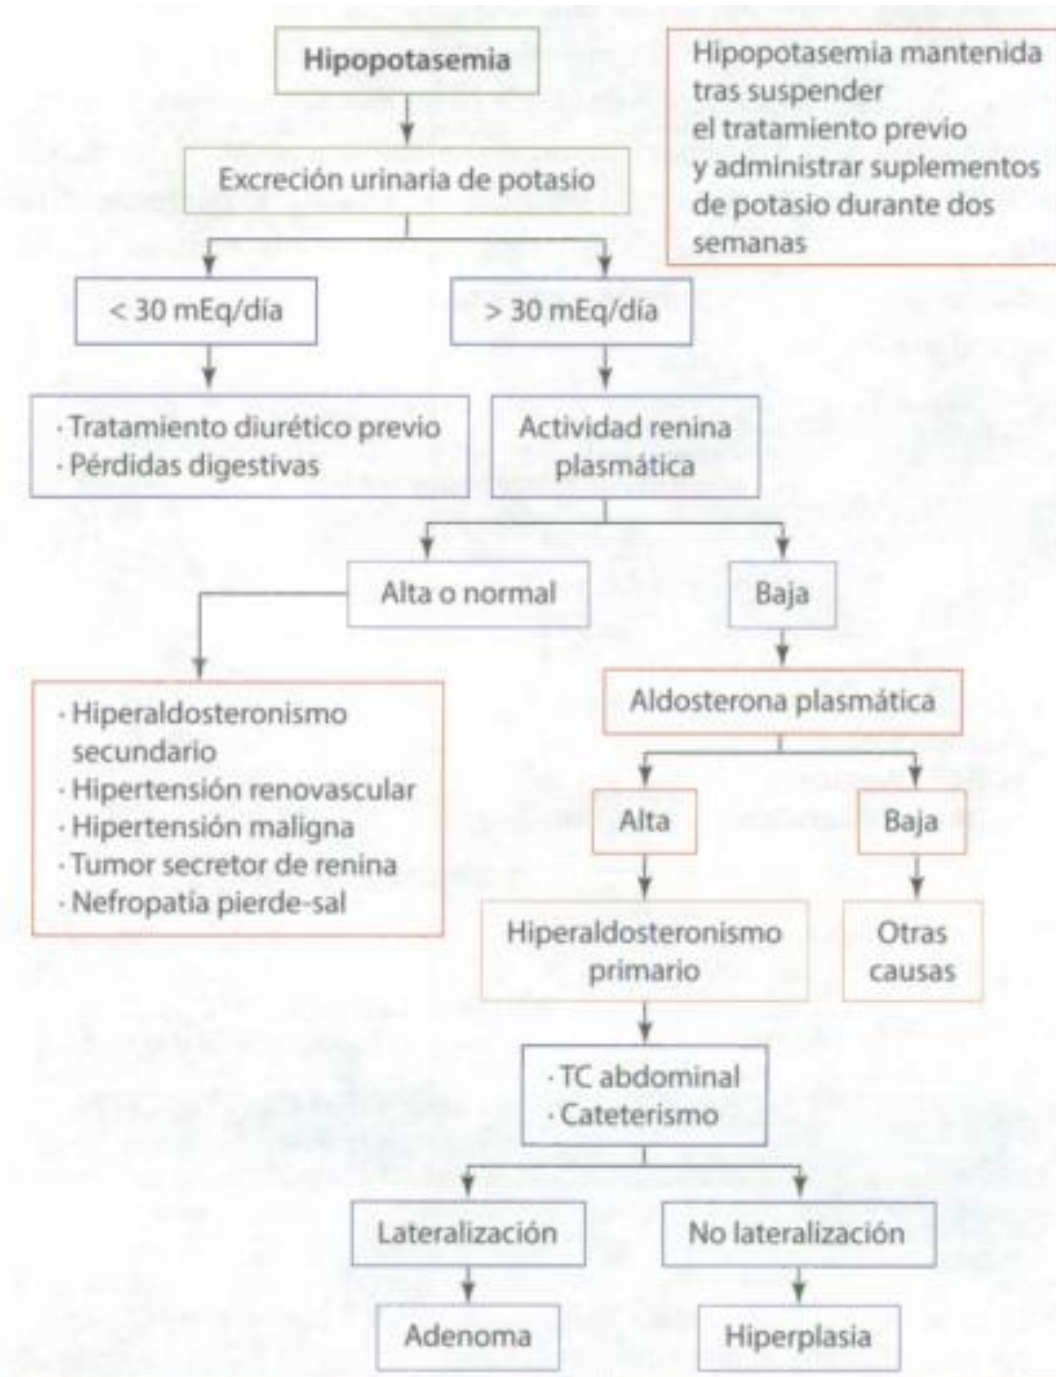 Hipopotasemia
Hipopotasemia mantenida
tras suspender
el tratamiento previo
y administrar suplementos
de potasio durante dos
semanas
Excreción urinaria de potasio
< 30 mEq/día
> 30 mEq/día
· Tratamiento diurético previo
· Pérdidas digestivas
Actividad renina
plasmática
Alta o normal
Baja
· Hiperaldosteronismo
secundario
· Hipertensión renovascular
· Hipertensión maligna
· Tumor secretor de renina
· Nefropatía pierde-sal
Aldosterona plasmática
Alta
Baja
Hiperaldosteronismo
primario
Otras
causas
· TC abdominal
· Cateterismo
Lateralización
No lateralización
Adenoma
Hiperplasia